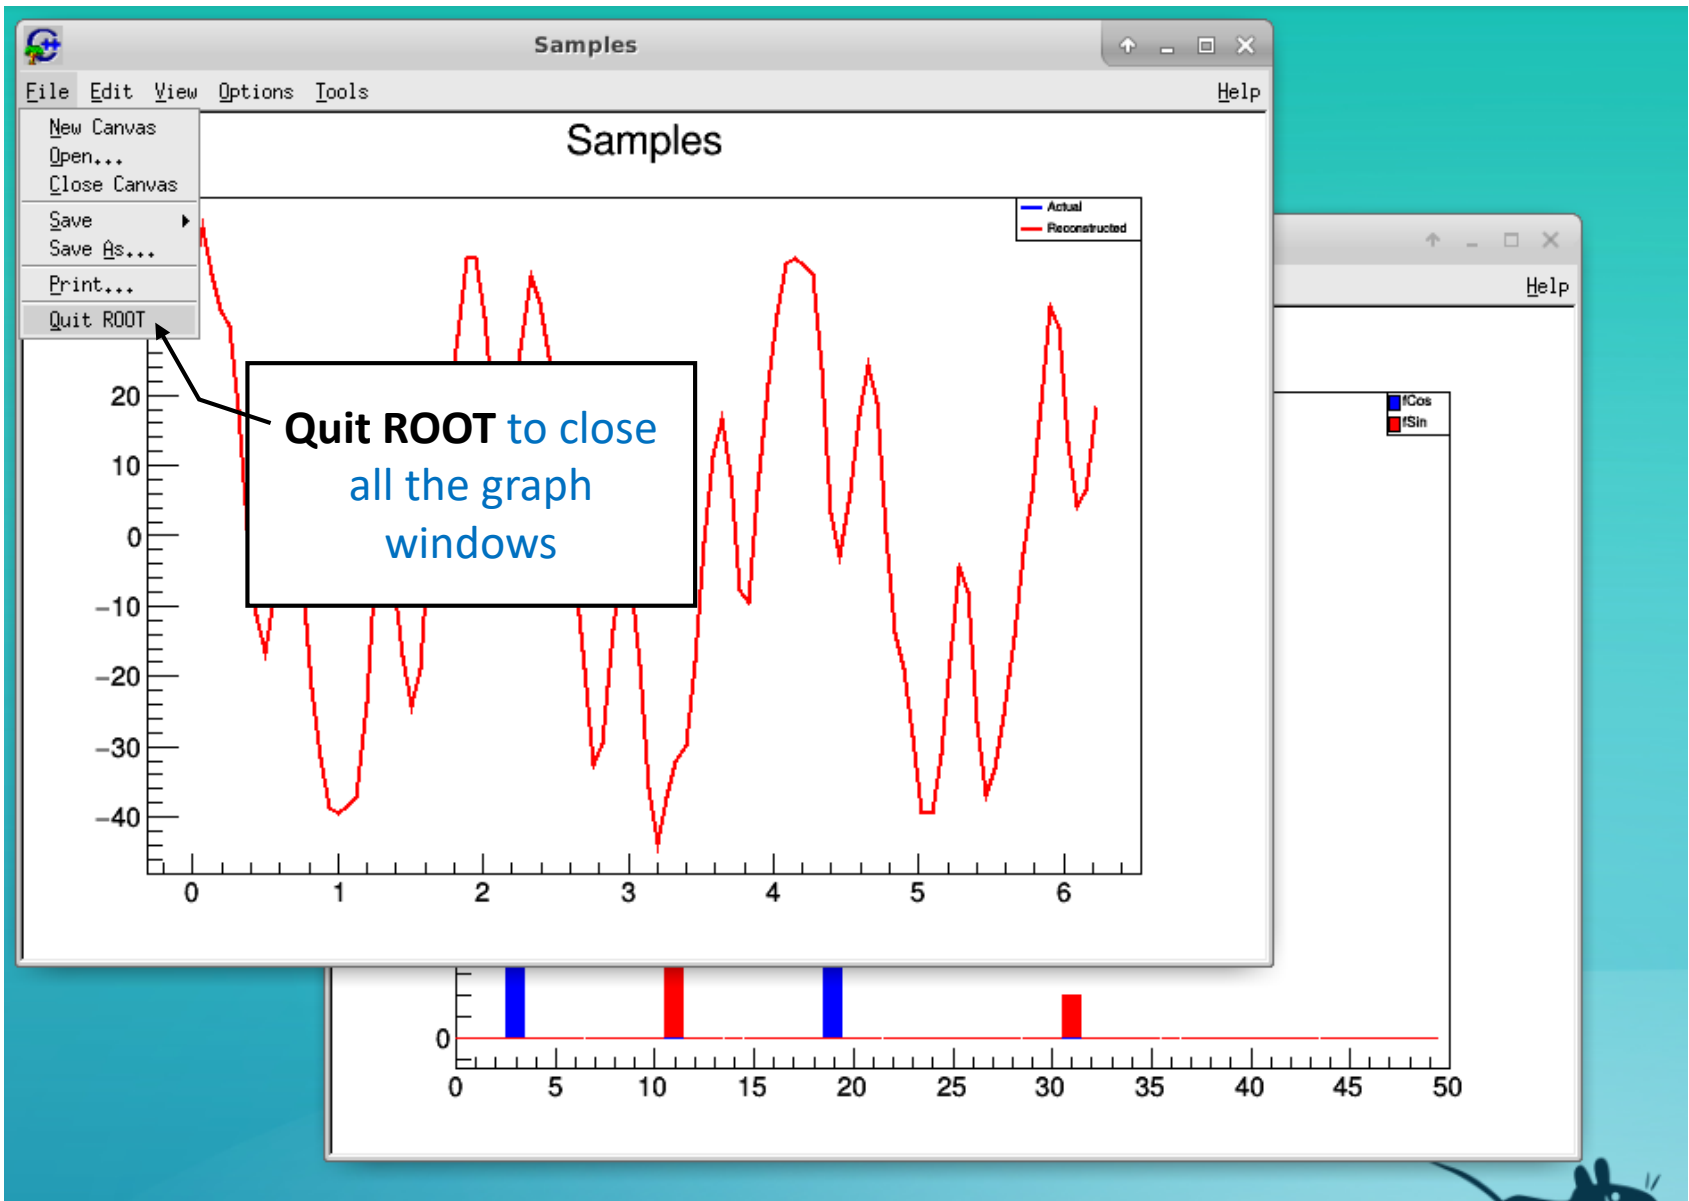 Samples
File Edit View Options Tools Help
New Canvas
Open...
Close Canvas
Save
Save As...
Print...
Quit ROOT
Samples
Actual
Reconstructed
20
10
0
−10
−20
−30
−40
0 1 2 3 4 5 6
Quit ROOT to close
all the graph
windows
Help
fCos
fSin
0
0 5 10 15 20 25 30 35 40 45 50